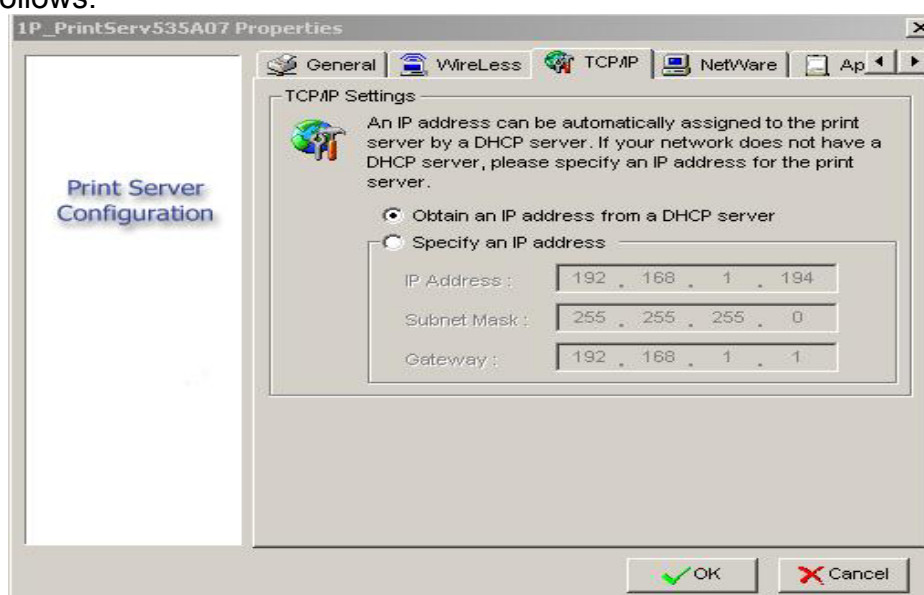 ollows:
1P_PrintServ535A07 Properties
General
WireLess
TCP/IP
NetWare
Ap
TCP/IP Settings
An IP address can be automatically assigned to the print
server by a DHCP server. If your network does not have a
DHCP server, please specify an IP address for the print
server.
Print Server
Configuration
Obtain an IP address from a DHCP server
Specify an IP address
IP Address : 192 . 168 . 1 . 194
Subnet Mask : 255 . 255 . 255 . 0
Gateway : 192 . 168 . 1 . 1
OK
Cancel